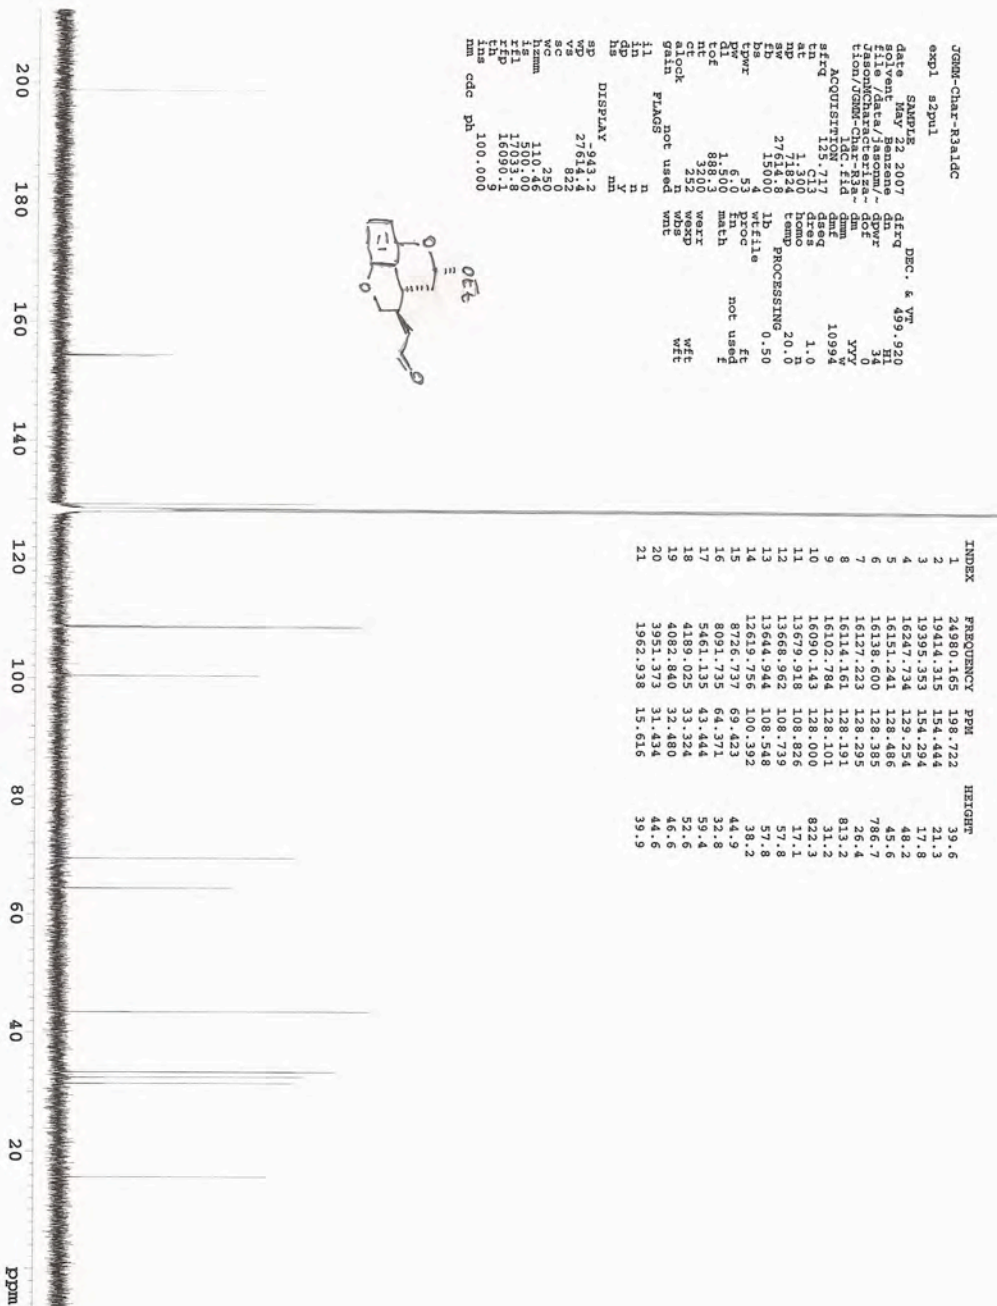 JGMM-Char-R3a1dC
exp1 s2pul
SAMPLE DEC. & VT
date May 22 2007 dfrq 499.920
solvent Benzene dn H1
file /data/jasonm/~ dpwr 34
JasonMCharacteriza~ dof 0
tion/JGMM-Char-R3a~ dm yyy
1dC.fid dmm w
ACQUISITION dmf 10994
sfrq 125.717 dseq
tn C13 dres 1.0
at 1.300 homo n
np 71824 temp 20.0
sw 27614.8 PROCESSING
fb 15000 lb 0.50
bs 4 wtfile
tpwr 53 proc ft
pw 6.0 fn not used
d1 1.500 math f
tof 888.3
nt 3200 werr
ct 252 wexp wft
alock n wbs wft
gain not used wnt
FLAGS
il n
in n
dp y
hs nn
DISPLAY
sp -943.2
wp 27614.4
vs 822
sc 0
wc 250
hzmm 110.46
is 500.00
rfl 17033.8
rfp 16090.1
th 9
ins 100.000
nm cdc ph
INDEX FREQUENCY PPM HEIGHT
1 24980.165 198.722 39.6
2 19414.315 154.444 21.3
3 19395.353 154.294 17.8
4 16247.734 129.254 48.2
5 16151.241 128.486 45.6
6 16138.600 128.385 786.7
7 16127.223 128.295 26.4
8 16114.161 128.191 813.2
9 16102.784 128.101 31.2
10 16090.143 128.000 822.3
11 13679.918 108.826 17.1
12 13668.962 108.739 57.8
13 13644.944 108.548 57.8
14 12619.756 100.392 38.2
15 8726.737 69.423 44.9
16 8091.735 64.371 32.8
17 5461.135 43.444 59.4
18 4189.025 33.324 52.6
19 4082.840 32.480 46.6
20 3951.373 31.434 44.6
21 1962.938 15.616 39.9
OEt
O
O
O
200 180 160 140 120 100 80 60 40 20 ppm